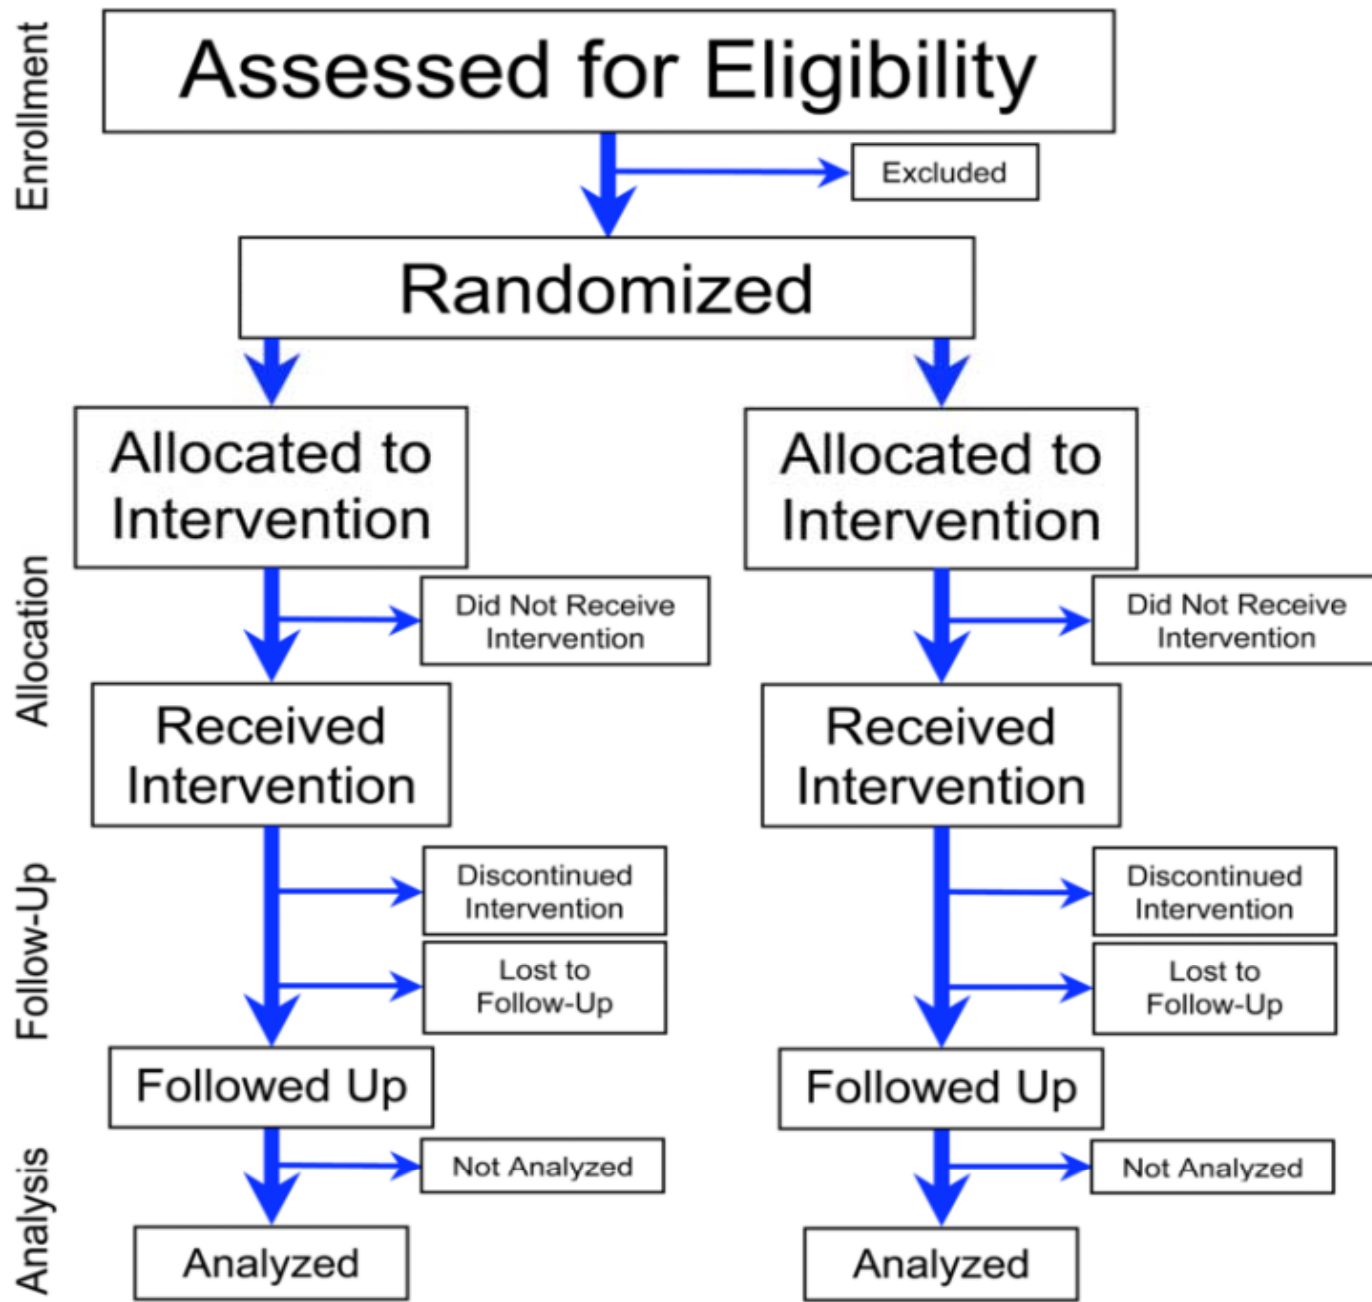 Enrollment
Assessed for Eligibility
Excluded
Randomized
Allocation
Allocated to
Intervention
Did Not Receive
Intervention
Received
Intervention
Allocated to
Intervention
Did Not Receive
Intervention
Received
Intervention
Follow-Up
Discontinued
Intervention
Lost to
Follow-Up
Followed Up
Discontinued
Intervention
Lost to
Follow-Up
Followed Up
Analysis
Not Analyzed
Analyzed
Not Analyzed
Analyzed